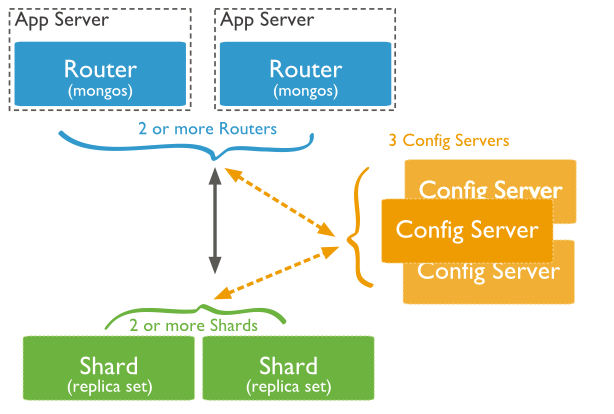 App Server
App Server
Router
(mongos)
Router
(mongos)
2 or more Routers
3 Config Servers
Config Server
Config Server
Config Server
2 or more Shards
Shard
(replica set)
Shard
(replica set)